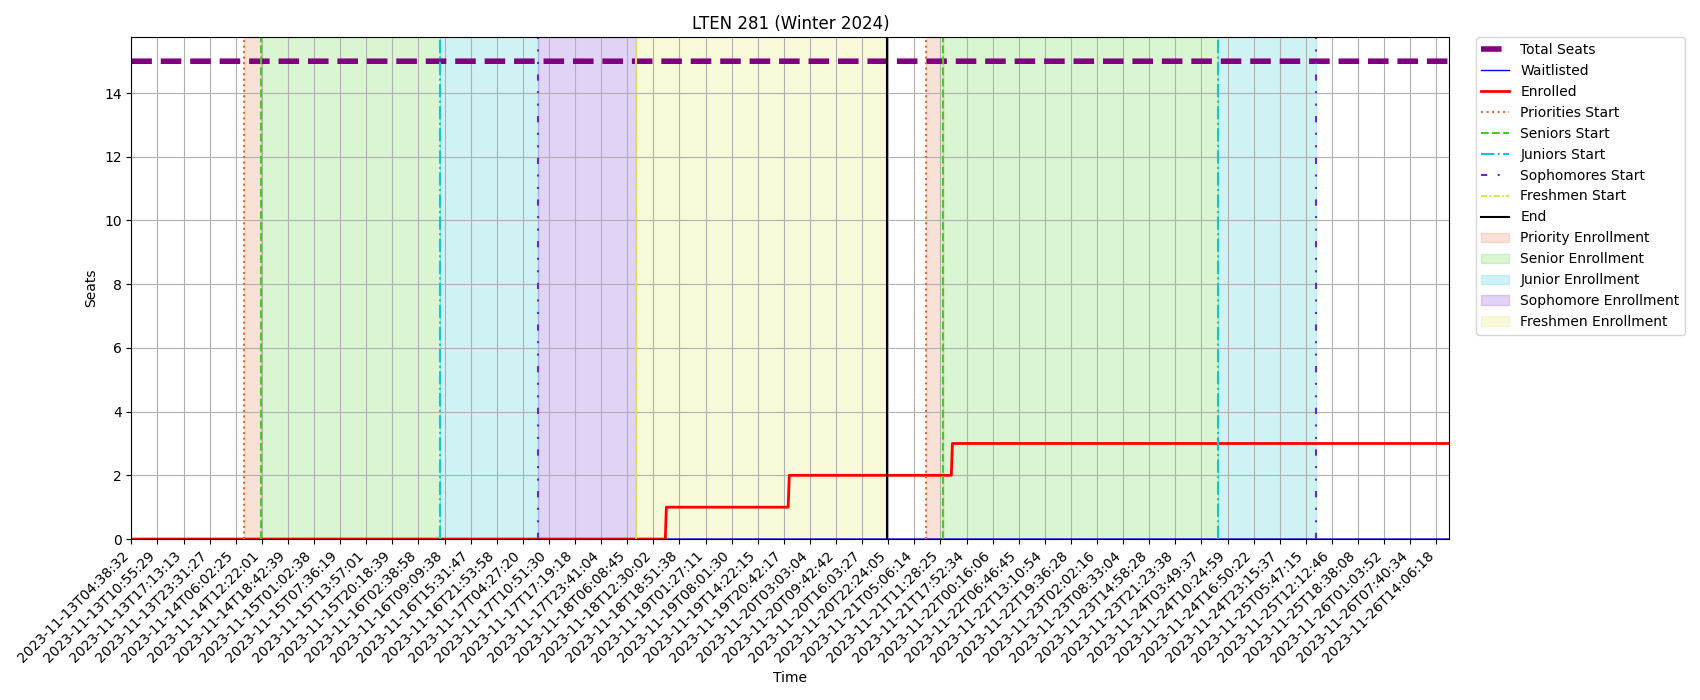 LTEN 281 (Winter 2024)
14
12
10
8
6
4
2
0
Seats
2023-11-13T04:38:32
2023-11-13T10:55:29
2023-11-13T17:13:13
2023-11-13T23:31:27
2023-11-14T06:02:25
2023-11-14T12:22:01
2023-11-14T18:42:39
2023-11-15T01:02:38
2023-11-15T07:36:19
2023-11-15T13:57:01
2023-11-15T20:18:39
2023-11-16T02:38:58
2023-11-16T09:09:38
2023-11-16T15:31:47
2023-11-16T21:53:58
2023-11-17T04:27:20
2023-11-17T10:51:30
2023-11-17T17:19:18
2023-11-17T23:41:04
2023-11-18T06:08:45
2023-11-18T12:30:02
2023-11-18T18:51:38
2023-11-19T01:27:11
2023-11-19T08:01:30
2023-11-19T14:22:15
2023-11-19T20:42:17
2023-11-20T03:03:04
2023-11-20T09:42:42
2023-11-20T16:03:27
2023-11-20T22:24:05
2023-11-21T05:06:14
2023-11-21T11:28:25
2023-11-21T17:52:34
2023-11-22T00:16:06
2023-11-22T06:46:45
2023-11-22T13:10:54
2023-11-22T19:36:28
2023-11-23T02:02:16
2023-11-23T08:33:04
2023-11-23T14:58:28
2023-11-23T21:23:38
2023-11-24T03:49:37
2023-11-24T10:24:59
2023-11-24T16:50:22
2023-11-24T23:15:37
2023-11-25T05:47:15
2023-11-25T12:12:46
2023-11-25T18:38:08
2023-11-26T01:03:52
2023-11-26T07:40:34
2023-11-26T14:06:18
Time
Total Seats
Waitlisted
Enrolled
Priorities Start
Seniors Start
Juniors Start
Sophomores Start
Freshmen Start
End
Priority Enrollment
Senior Enrollment
Junior Enrollment
Sophomore Enrollment
Freshmen Enrollment